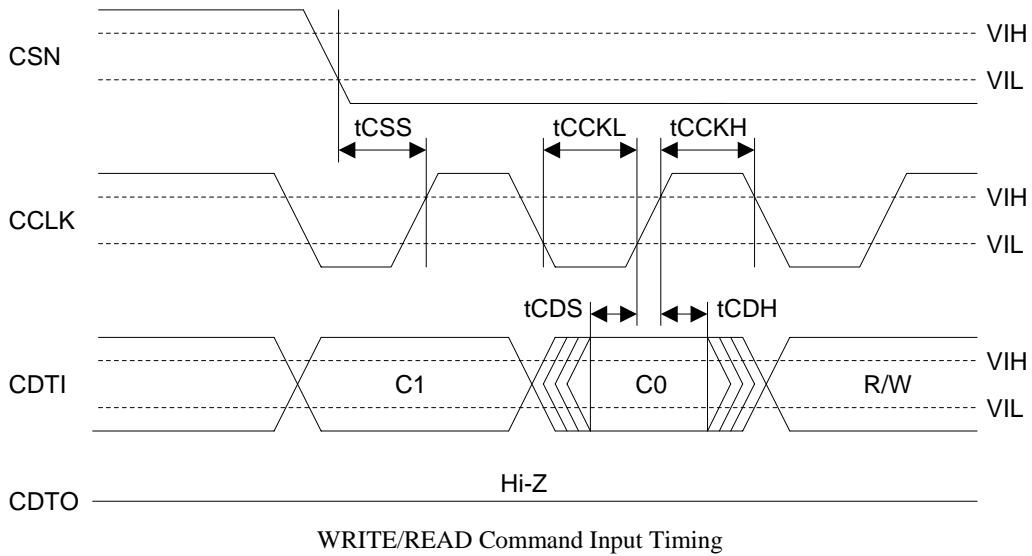 VIH
CSN
VIL
tCSS tCCKL tCCKH
VIH
CCLK
VIL
tCDS tCDH
VIH
CDTI C1 C0 R/W
VIL
Hi-Z
CDTO
WRITE/READ Command Input Timing